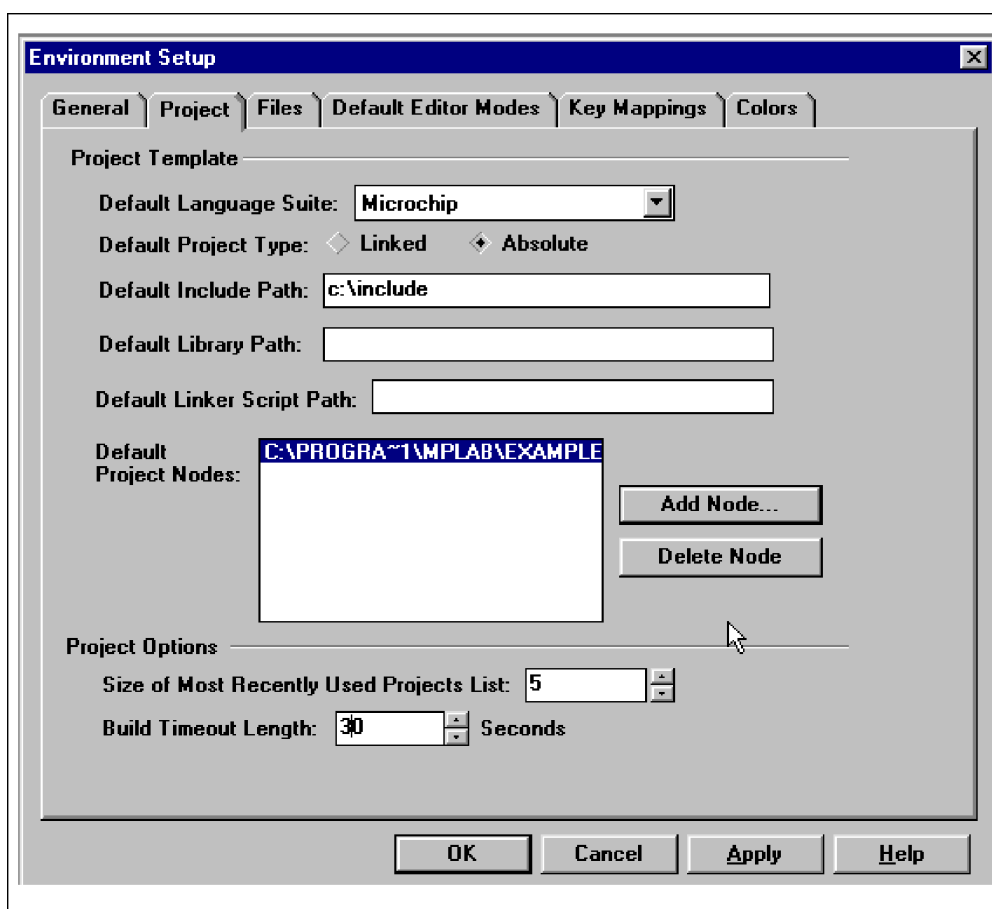 Environment Setup
General Project Files Default Editor Modes Key Mappings Colors
Project Template
Default Language Suite: Microchip
Default Project Type: Linked Absolute
Default Include Path: c:\include
Default Library Path:
Default Linker Script Path:
Default Project Nodes: C:\PROGRA~1\MPLAB\EXAMPLE
Add Node...
Delete Node
Project Options
Size of Most Recently Used Projects List: 5
Build Timeout Length: 30 Seconds
OK Cancel Apply Help